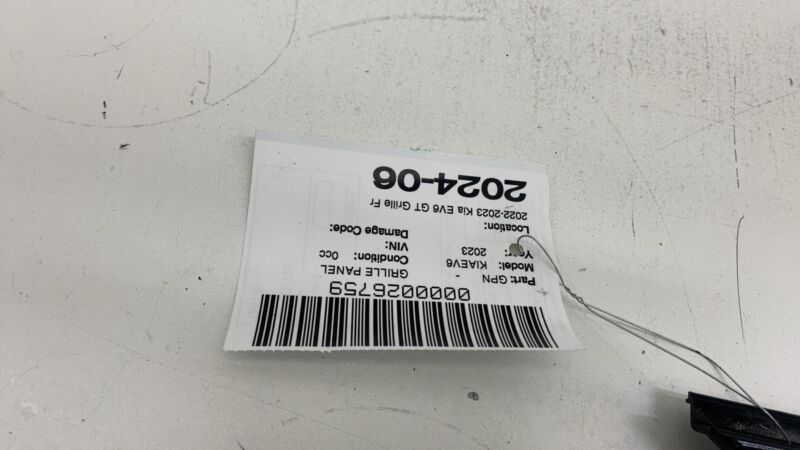 0000026759
Part: GPN - GRILLE PANEL
Model: KIAEV6 Condition: 0cc
Year: 2023 VIN:
Location: Damage Code:
2022-2023 Kia EV6 GT Grille Fr
2024-06